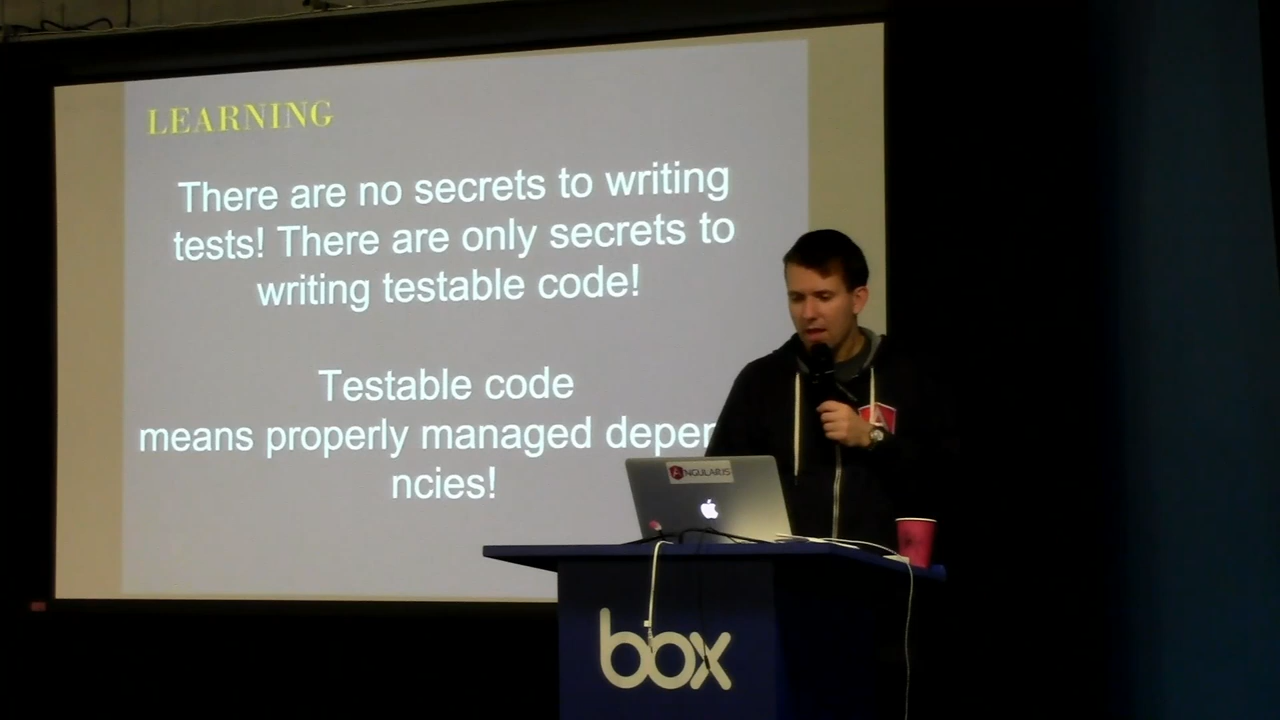 LEARNING
There are no secrets to writing
tests! There are only secrets to
writing testable code!
Testable code
means properly managed depen
ncies!
ANGULARJS
A
box